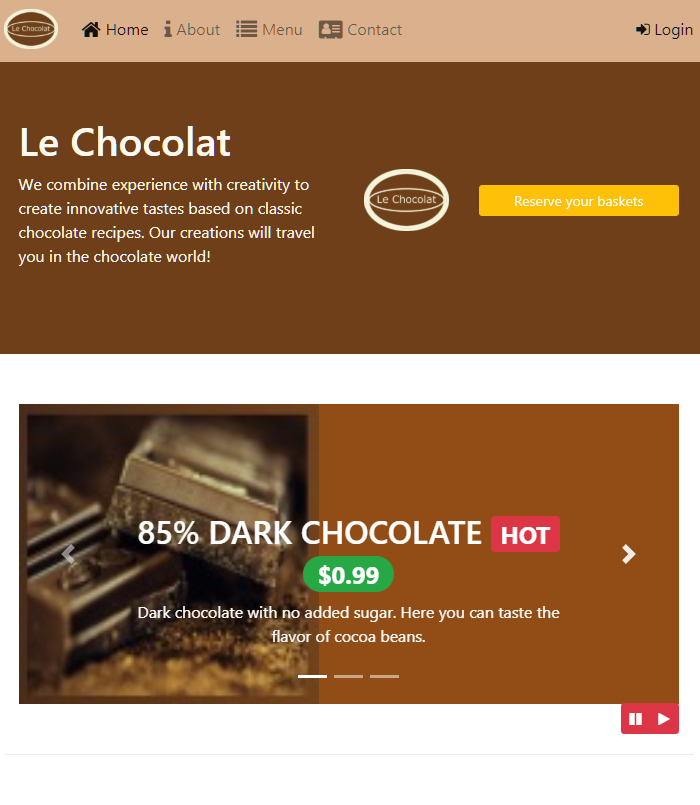 Le Chocolat
Home About Menu Contact Login
Le Chocolat
We combine experience with creativity to
create innovative tastes based on classic
chocolate recipes. Our creations will travel
you in the chocolate world!
Le Chocolat
Reserve your baskets
85% DARK CHOCOLATE HOT
$0.99
Dark chocolate with no added sugar. Here you can taste the
flavor of cocoa beans.